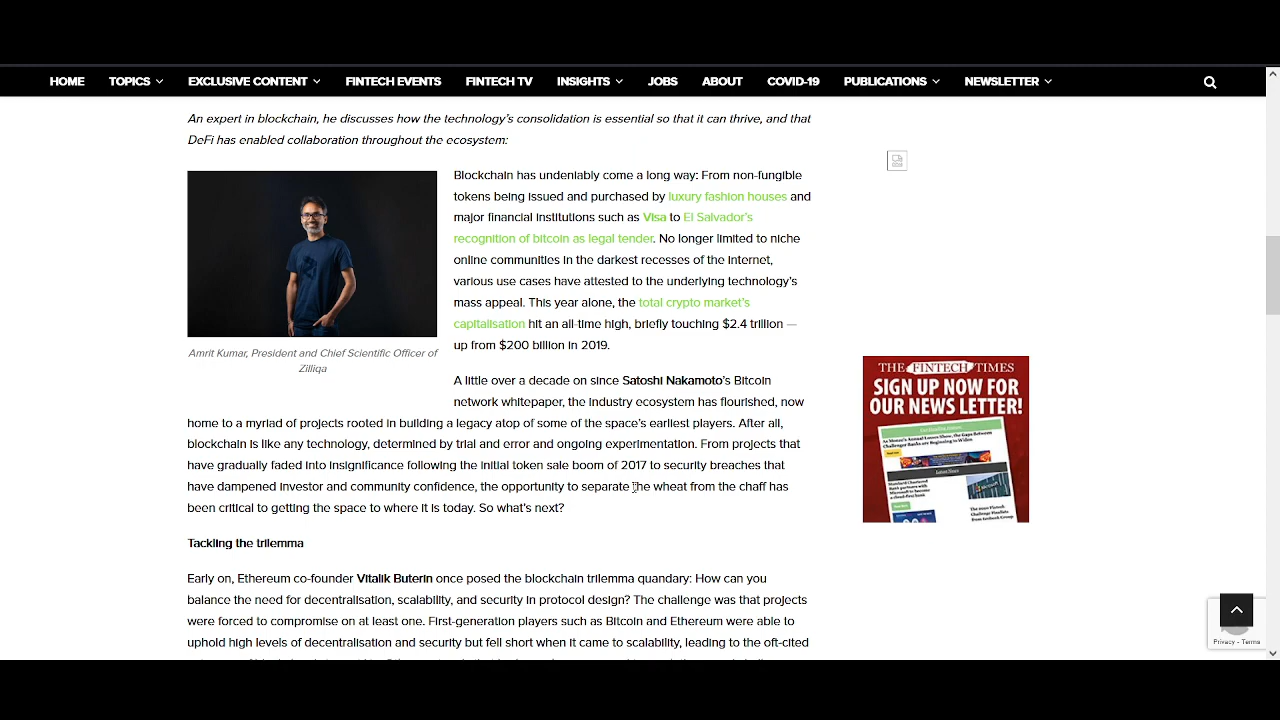 HOME TOPICS EXCLUSIVE CONTENT FINTECH EVENTS FINTECH TV INSIGHTS JOBS ABOUT COVID-19 PUBLICATIONS NEWSLETTER
An expert in blockchain, he discusses how the technology's consolidation is essential so that it can thrive, and that
DeFi has enabled collaboration throughout the ecosystem:
Blockchain has undeniably come a long way: From non-fungible
tokens being issued and purchased by luxury fashion houses and
major financial institutions such as Visa to El Salvador's
recognition of bitcoin as legal tender. No longer limited to niche
online communities in the darkest recesses of the internet,
various use cases have attested to the underlying technology's
mass appeal. This year alone, the total crypto market's
capitalisation hit an all-time high, briefly touching $2.4 trillion —
up from $200 billion in 2019.
Amrit Kumar, President and Chief Scientific Officer of
Zilliqa
A little over a decade on since Satoshi Nakamoto's Bitcoin
network whitepaper, the industry ecosystem has flourished, now
home to a myriad of projects rooted in building a legacy atop of some of the space's earliest players. After all,
blockchain is like any technology, determined by trial and error and ongoing experimentation. From projects that
have gradually faded into insignificance following the initial token sale boom of 2017 to security breaches that
have dampened investor and community confidence, the opportunity to separate the wheat from the chaff has
been critical to getting the space to where it is today. So what's next?
Tackling the trilemma
Early on, Ethereum co-founder Vitalik Buterin once posed the blockchain trilemma quandary: How can you
balance the need for decentralisation, scalability, and security in protocol design? The challenge was that projects
were forced to compromise on at least one. First-generation players such as Bitcoin and Ethereum were able to
uphold high levels of decentralisation and security but fell short when it came to scalability, leading to the oft-cited
THE FINTECH TIMES
SIGN UP NOW FOR
OUR NEWS LETTER!
Latest News
Privacy - Terms